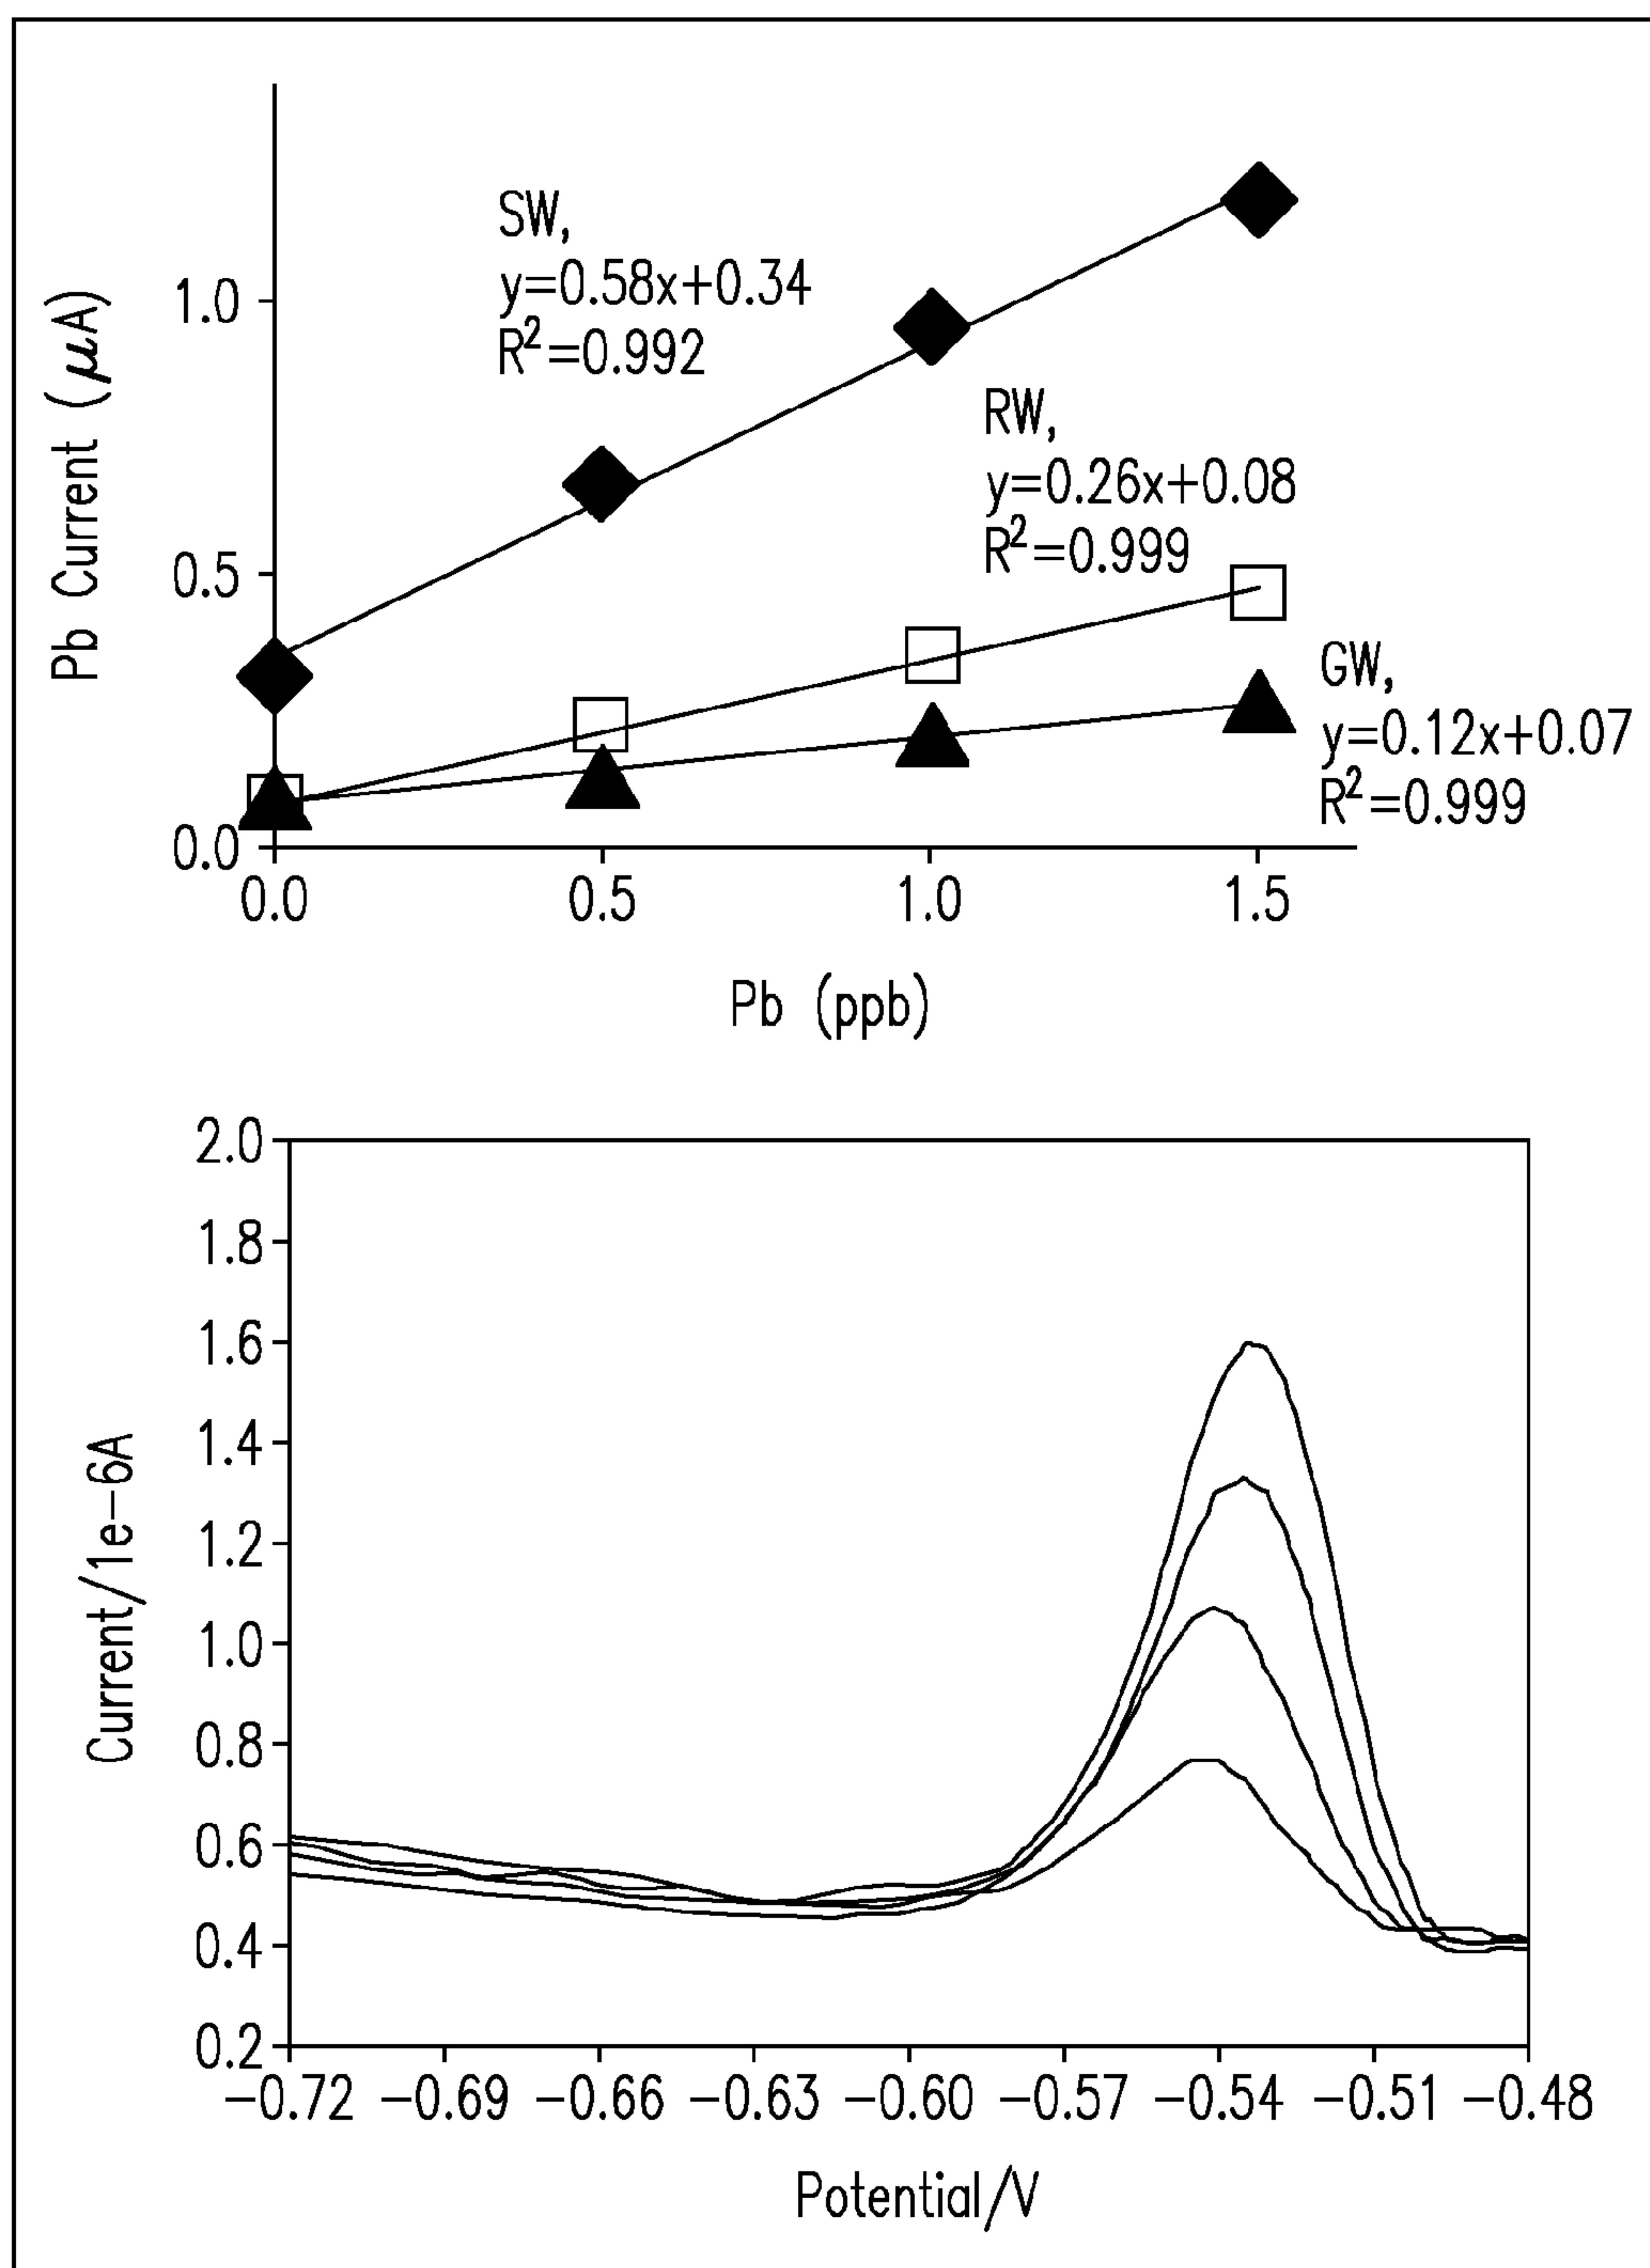 SW,
y=0.58x+0.34
R²=0.992
RW,
y=0.26x+0.08
R²=0.999
GW,
y=0.12x+0.07
R²=0.999
Pb Current (μA)
1.0
0.5
0.0
0.0 0.5 1.0 1.5
Pb (ppb)
2.0
1.8
1.6
1.4
1.2
1.0
0.8
0.6
0.4
0.2
Current/1e-6A
-0.72 -0.69 -0.66 -0.63 -0.60 -0.57 -0.54 -0.51 -0.48
Potential/V